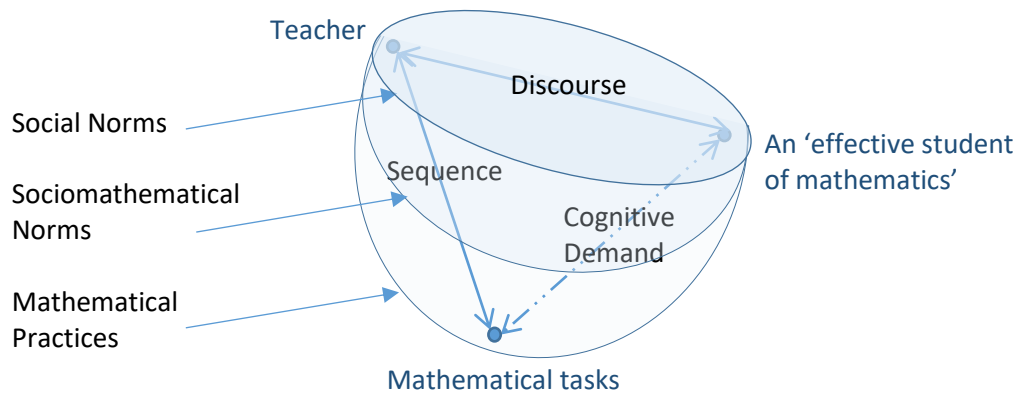 Teacher
Discourse
Social Norms
An ‘effective student
of mathematics’
Sequence
Sociomathematical
Norms
Cognitive
Demand
Mathematical
Practices
Mathematical tasks